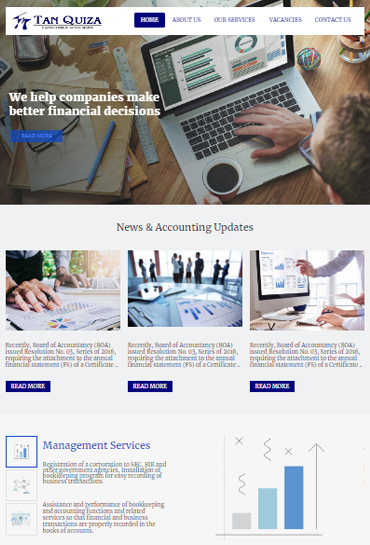 TAN QUIZA
HOME ABOUT US OUR SERVICES VACANCIES CONTACT US
We help companies make
better financial decisions
READ MORE
News & Accounting Updates
Recently, Board of Accountancy (BOA)
issued Resolution No. 03, Series of 2016,
requiring the attachment to the annual
financial statement (FS) of a Certificate ..
READ MORE
Recently, Board of Accountancy (BOA)
issued Resolution No. 03, Series of 2016,
requiring the attachment to the annual
financial statement (FS) of a Certificate ..
READ MORE
Recently, Board of Accountancy (BOA)
issued Resolution No. 03, Series of 2016,
requiring the attachment to the annual
financial statement (FS) of a Certificate ..
READ MORE
Management Services
Registration of a corporation to SEC, BIR and
other government agencies, Installation of
bookkeeping program for easy recording of
business transactions
Assistance and performance of bookkeeping
and accounting functions and related
services so that financial and business
transactions are properly recorded in the
books of accounts.